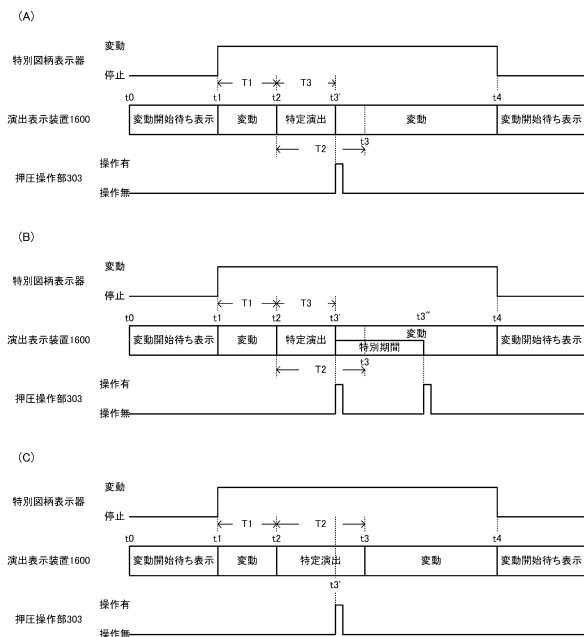 (A)
変動
特別図柄表示器
停止
T1 T3
t0 t1 t2 t3' t4
演出表示装置1600 変動開始待ち表示 変動 特定演出 変動 変動開始待ち表示
T2 t3
操作有
押圧操作部303
操作無
(B)
変動
特別図柄表示器
停止
T1 T3 t3''
t0 t1 t2 t3' t4
演出表示装置1600 変動開始待ち表示 変動 特定演出 変動 特別期間 変動開始待ち表示
T2 t3
操作有
押圧操作部303
操作無
(C)
変動
特別図柄表示器
停止
T1 T2
t0 t1 t2 t3 t4
演出表示装置1600 変動開始待ち表示 変動 特定演出 変動 変動開始待ち表示
t3'
操作有
押圧操作部303
操作無